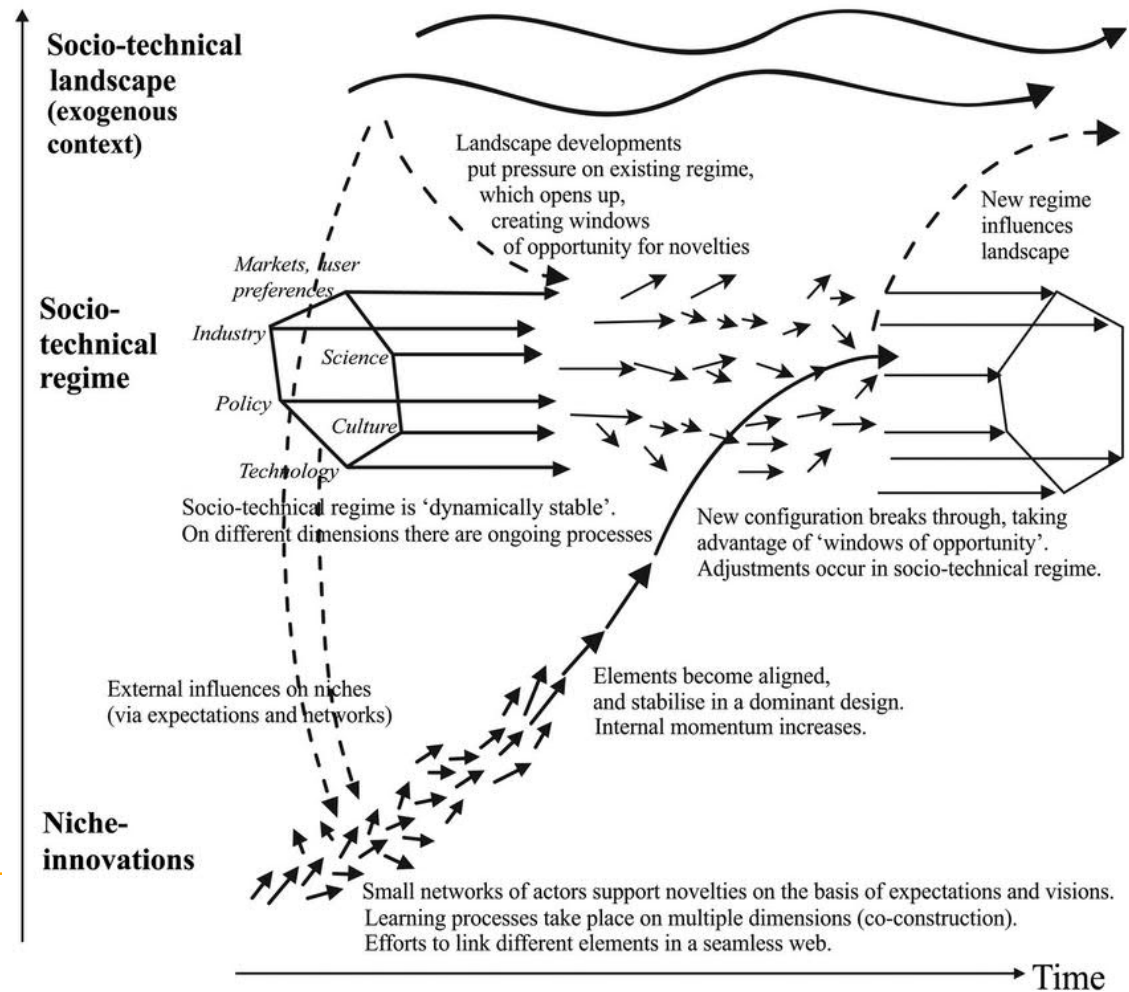 Socio-technical
landscape
(exogenous
context)
Landscape developments
put pressure on existing regime,
which opens up,
creating windows
of opportunity for novelties
New regime
influences
landscape
Markets, user
preferences
Socio-
technical
regime
Industry
Science
Policy
Culture
Technology
Socio-technical regime is ‘dynamically stable’.
On different dimensions there are ongoing processes
New configuration breaks through, taking
advantage of ‘windows of opportunity’.
Adjustments occur in socio-technical regime.
External influences on niches
(via expectations and networks)
Elements become aligned,
and stabilise in a dominant design.
Internal momentum increases.
Niche-
innovations
Small networks of actors support novelties on the basis of expectations and visions.
Learning processes take place on multiple dimensions (co-construction).
Efforts to link different elements in a seamless web.
Time